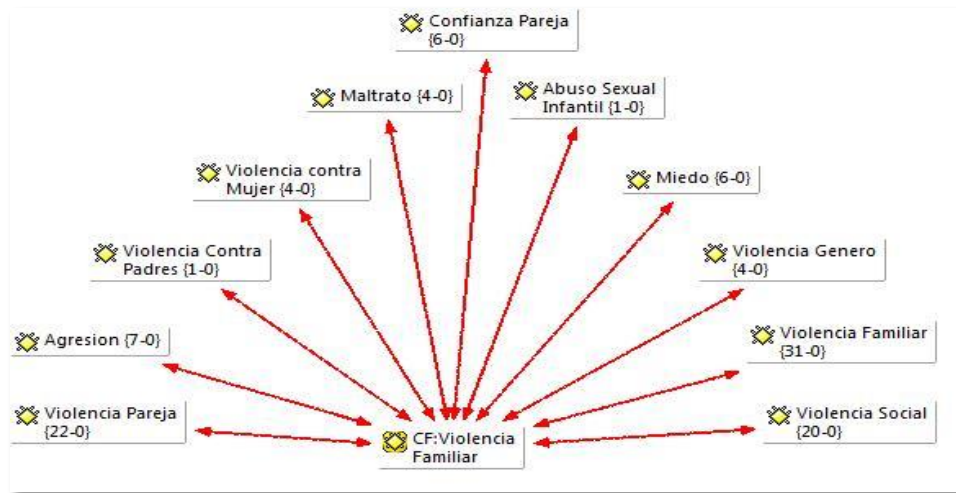 Confianza Pareja
{6-0}
Maltrato {4-0}
Abuso Sexual
Infantil {1-0}
Violencia contra
Mujer {4-0}
Miedo {6-0}
Violencia Contra
Padres {1-0}
Violencia Genero
{4-0}
Agresion {7-0}
Violencia Familiar
{31-0}
Violencia Pareja
{22-0}
CF:Violencia
Familiar
Violencia Social
{20-0}